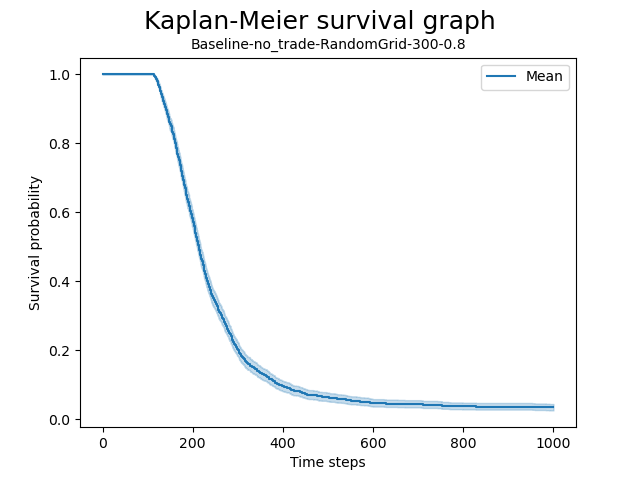 Kaplan-Meier survival graph
Baseline-no_trade-RandomGrid-300-0.8
Mean
1.0
0.8
0.6
0.4
0.2
0.0
Survival probability
0
200
400
600
800
1000
Time steps